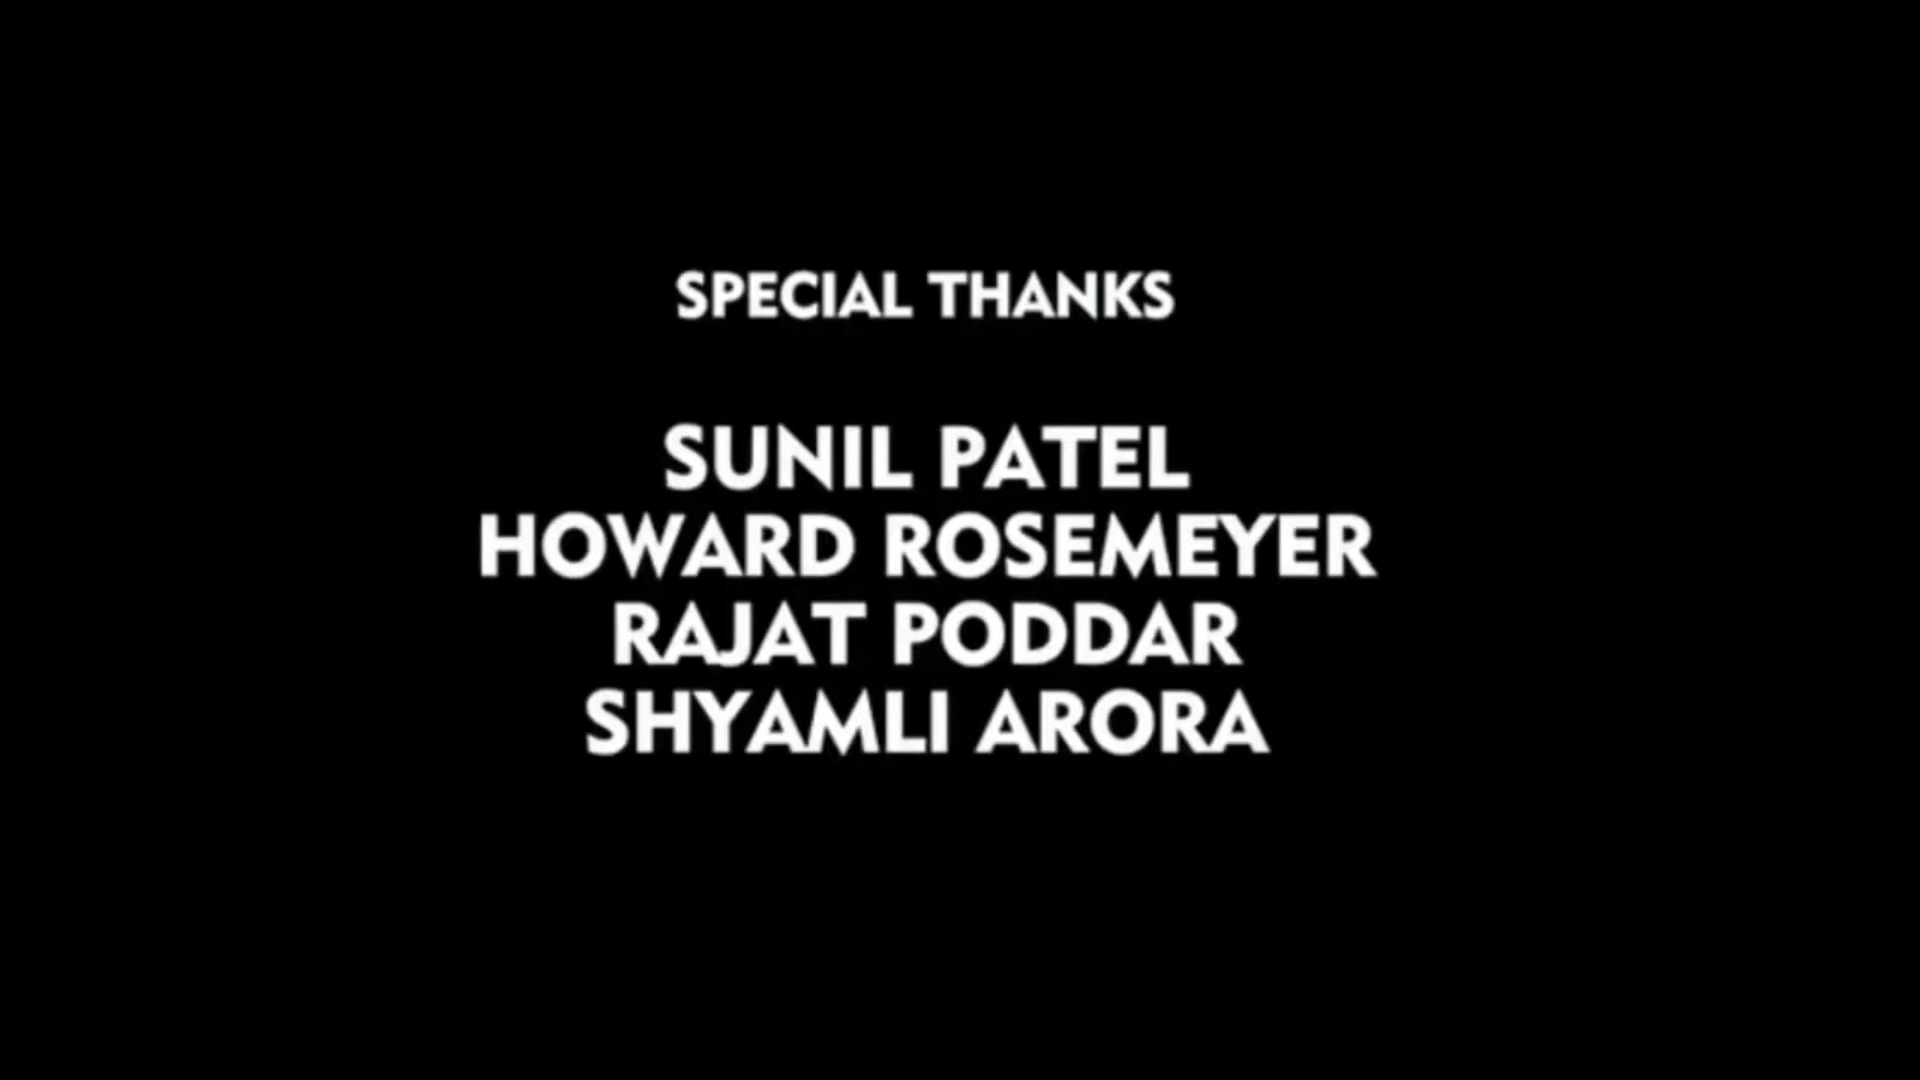 SPECIAL THANKS
SUNIL PATEL
HOWARD ROSEMEYER
RAJAT PODDAR
SHYAMLI ARORA